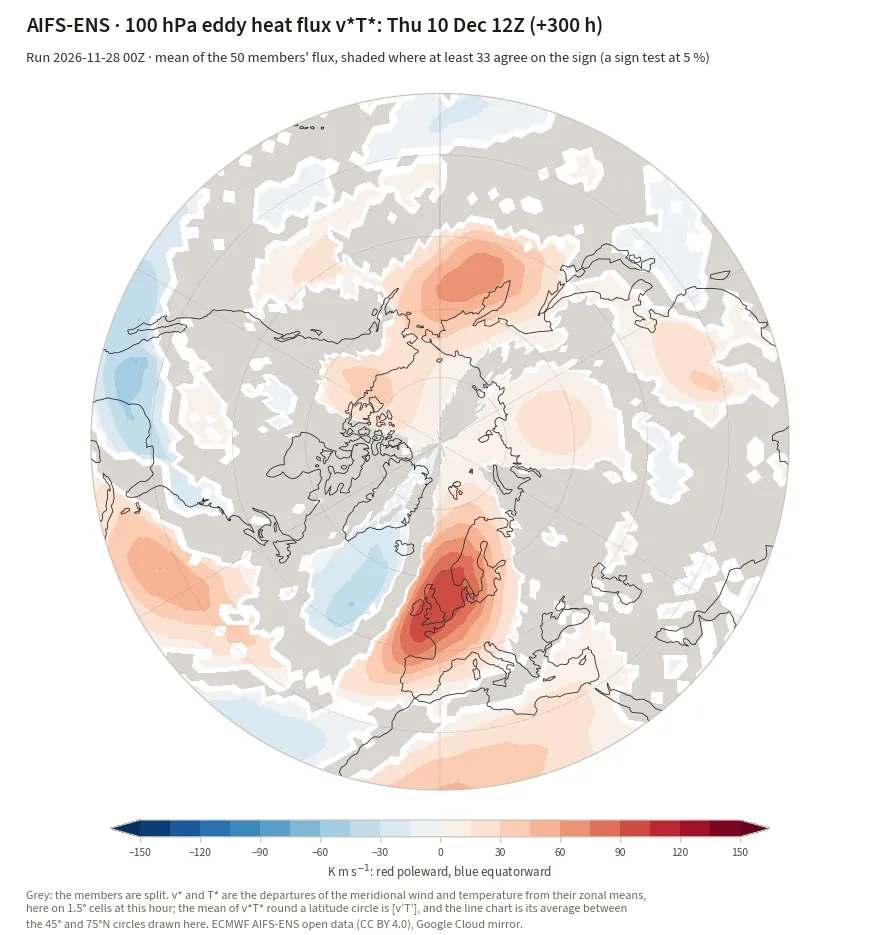 AIFS-ENS · 100 hPa eddy heat flux v*T*: Thu 10 Dec 12Z (+300 h)
Run 2026-11-28 00Z · mean of the 50 members' flux, shaded where at least 33 agree on the sign (a sign test at 5 %)
−150 −120 −90 −60 −30 0 30 60 90 120 150
K m s⁻¹: red poleward, blue equatorward
Grey: the members are split. v* and T* are the departures of the meridional wind and temperature from their zonal means,
here on 1.5° cells at this hour; the mean of v*T* round a latitude circle is [v′T′], and the line chart is its average between
the 45° and 75°N circles drawn here. ECMWF AIFS-ENS open data (CC BY 4.0), Google Cloud mirror.